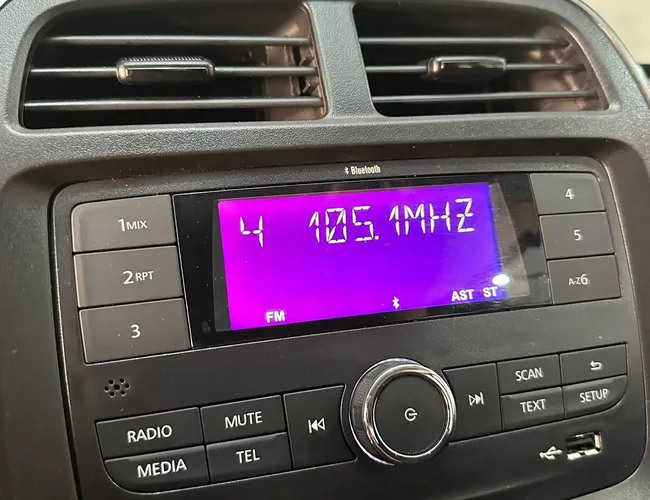 Bluetooth
4 105.1MHZ
FM AST ST
1MIX
2RPT
3
4
5
A-Z6
RADIO
MUTE
MEDIA
TEL
SCAN
TEXT
SETUP